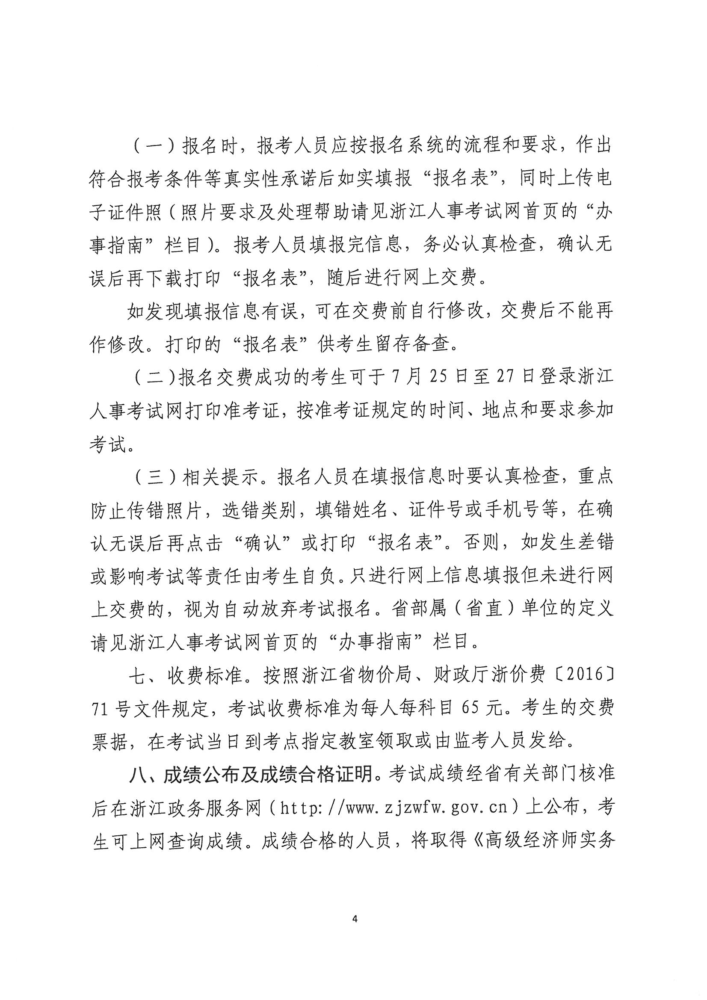 （一）报名时，报考人员应按报名系统的流程和要求，作出
符合报考条件等真实性承诺后如实填报“报名表”，同时上传电
子证件照（照片要求及处理帮助请见浙江人事考试网首页的“办
事指南”栏目）。报考人员填报完信息，务必认真检查，确认无
误后再下载打印“报名表”，随后进行网上交费。
如发现填报信息有误，可在交费前自行修改，交费后不能再
作修改。打印的“报名表”供考生留存备查。
（二）报名交费成功的考生可于 7 月 25 日至 27 日登录浙江
人事考试网打印准考证，按准考证规定的时间、地点和要求参加
考试。
（三）相关提示。报名人员在填报信息时要认真检查，重点
防止传错照片，选错类别，填错姓名、证件号或手机号等，在确
认无误后再点击“确认”或打印“报名表”。否则，如发生差错
或影响考试等责任由考生自负。只进行网上信息填报但未进行网
上交费的，视为自动放弃考试报名。省部属（省直）单位的定义
请见浙江人事考试网首页的“办事指南”栏目。
七、收费标准。按照浙江省物价局、财政厅浙价费〔2016〕
71 号文件规定，考试收费标准为每人每科目 65 元。考生的交费
票据，在考试当日到考点指定教室领取或由监考人员发给。
八、成绩公布及成绩合格证明。考试成绩经省有关部门核准
后在浙江政务服务网（http://www.zjzwfw.gov.cn）上公布，考
生可上网查询成绩。成绩合格的人员，将取得《高级经济师实务
4